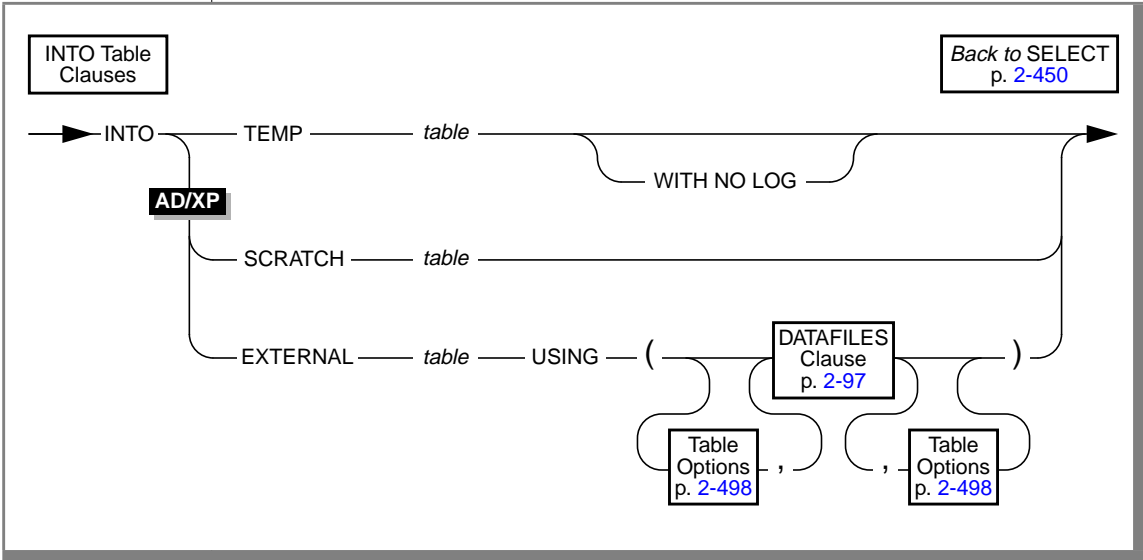 INTO Table
Clauses
Back to SELECT
p. 2-450
INTO TEMP table
WITH NO LOG
AD/XP
SCRATCH table
EXTERNAL table USING ( DATAFILES
Clause
p. 2-97 )
Table
Options
p. 2-498 ,
, Table
Options
p. 2-498